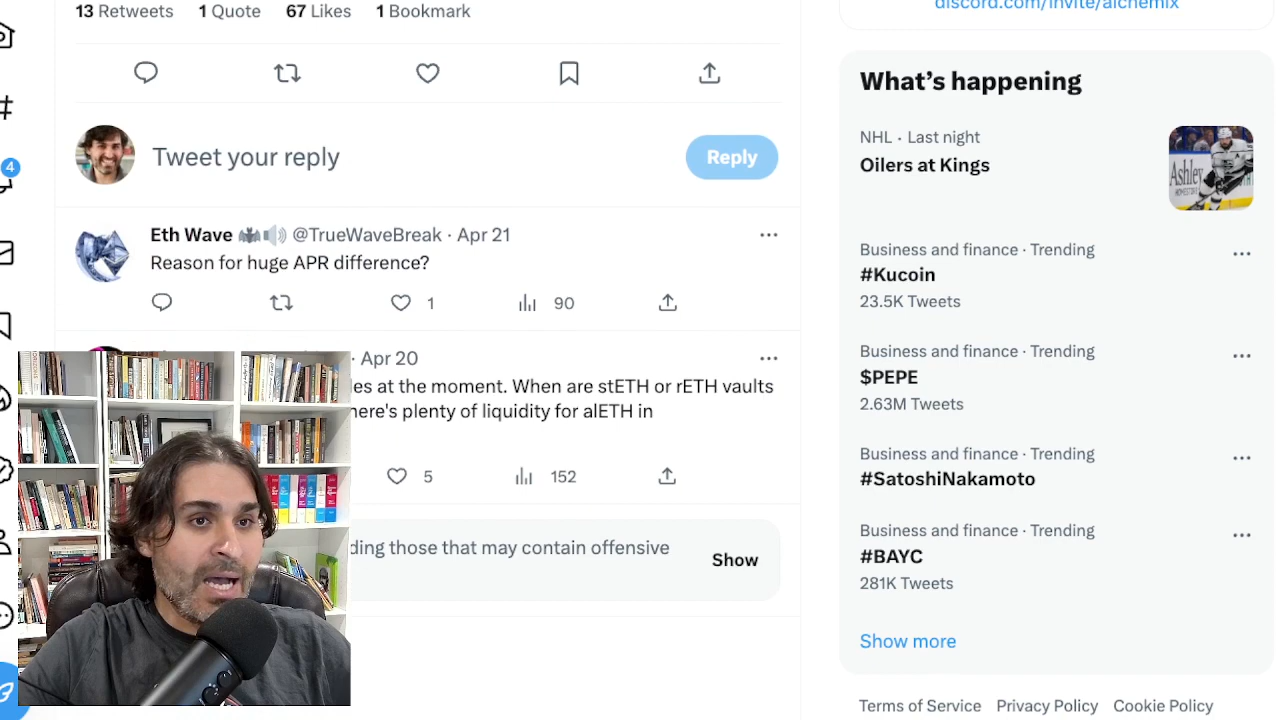 13 Retweets 1 Quote 67 Likes 1 Bookmark
Tweet your reply
Reply
4
Eth Wave @TrueWaveBreak · Apr 21
Reason for huge APR difference?
1 90
· Apr 20
les at the moment. When are stETH or rETH vaults
here's plenty of liquidity for alETH in
5 152
ding those that may contain offensive
Show
discord.com/invite/alchemix
What's happening
NHL · Last night
Oilers at Kings
Ashley
Business and finance · Trending
#Kucoin
23.5K Tweets
Business and finance · Trending
$PEPE
2.63M Tweets
Business and finance · Trending
#SatoshiNakamoto
Business and finance · Trending
#BAYC
281K Tweets
Show more
Terms of Service Privacy Policy Cookie Policy